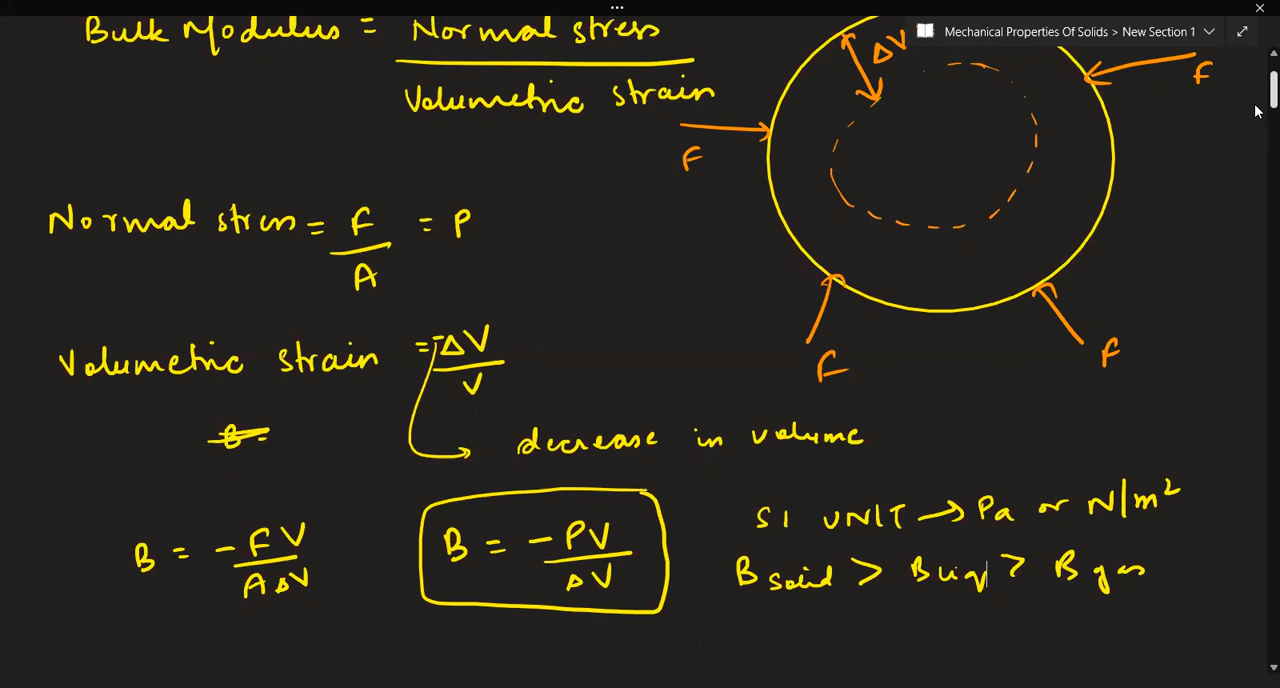 Mechanical Properties Of Solids > New Section 1
Bulk Modulus = Normal stress
Volumetric strain
ΔV
F
F
Normal stress = F = P
A
Volumetric strain = -ΔV
V
F
F
B =
decrease in volume
SI UNIT → Pa or N/m²
B = -FV
AΔV
B = -PV
ΔV
B solid > B liq > B gas